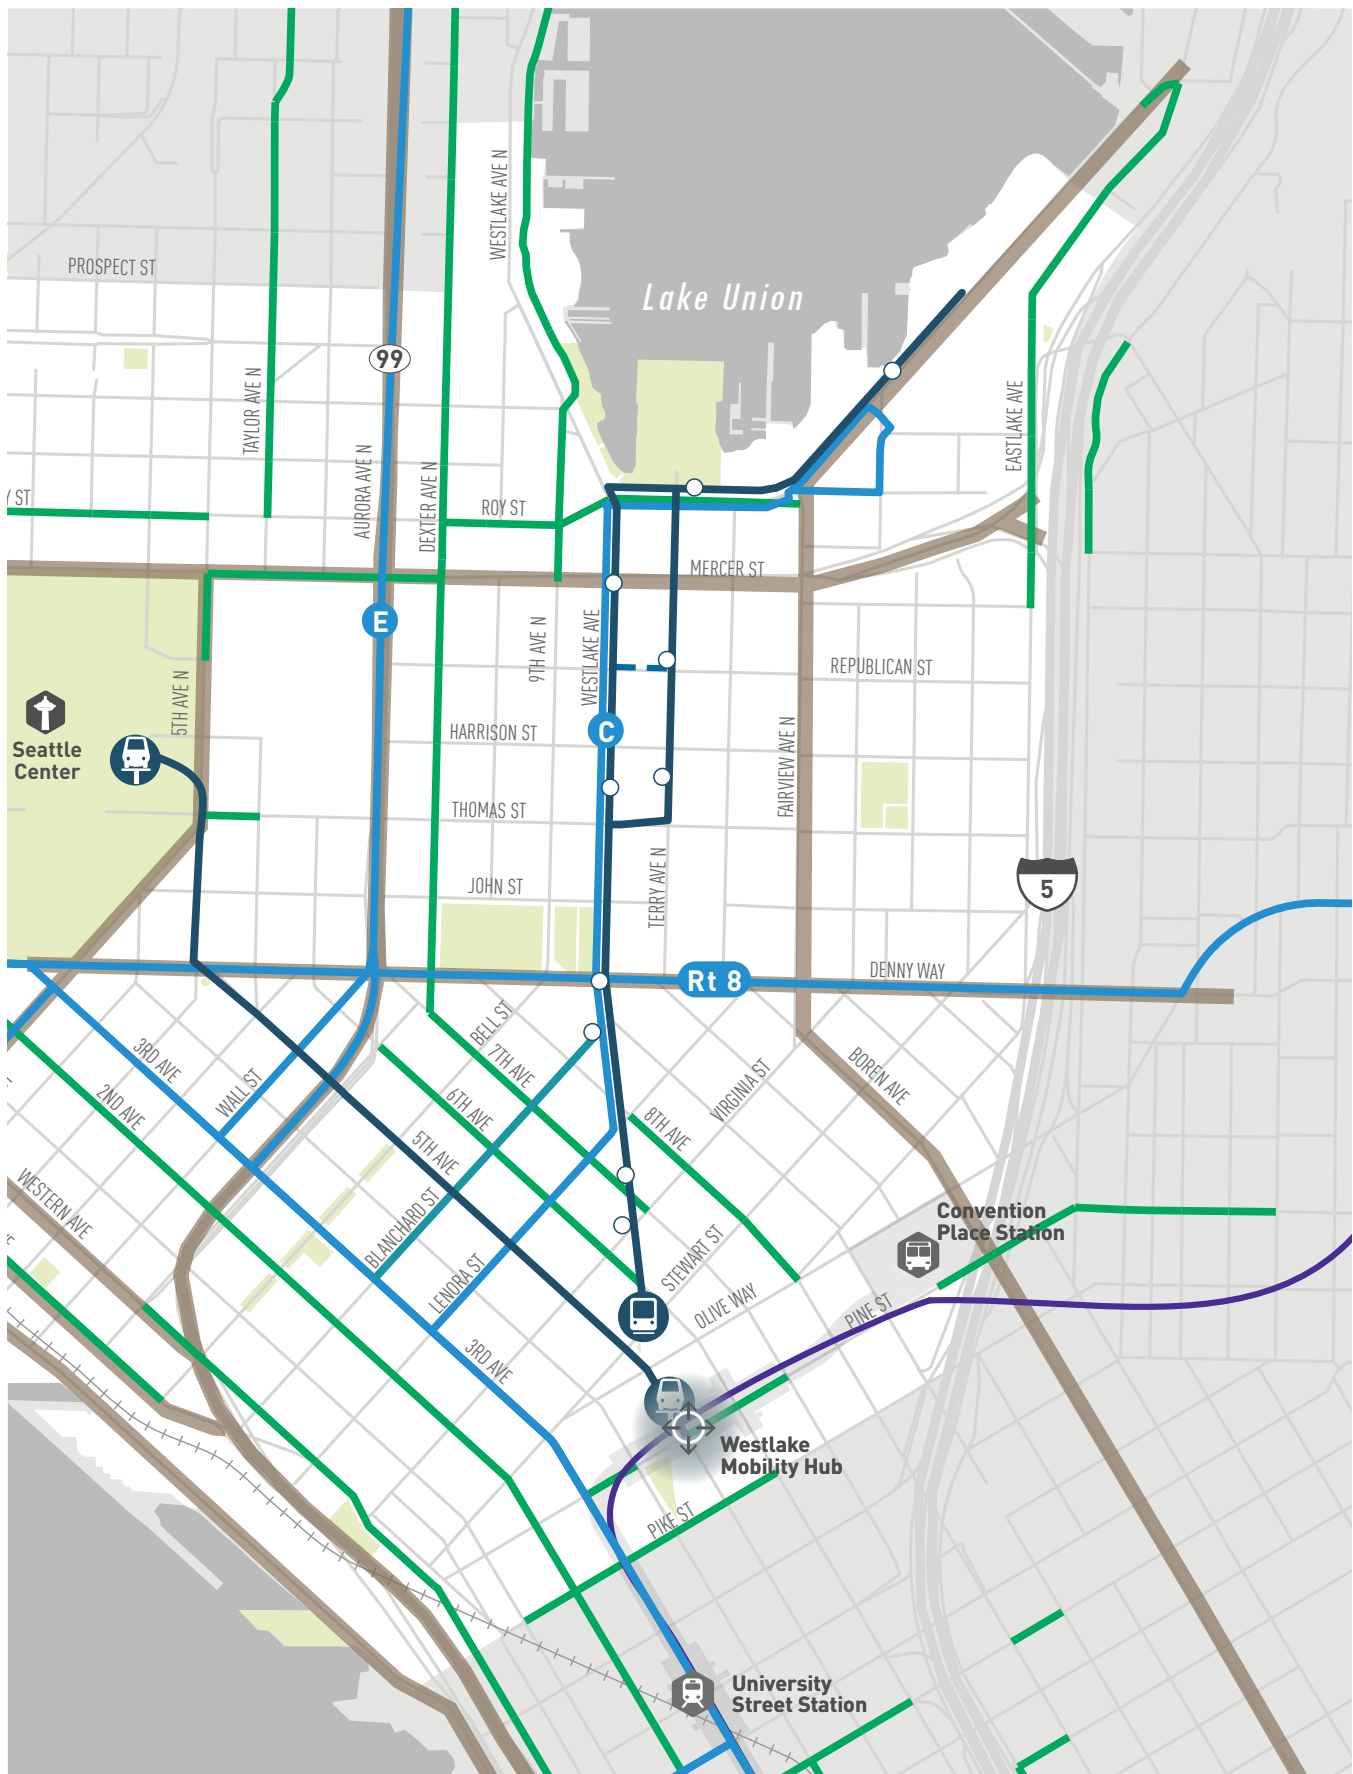 WESTLAKE AVE N
PROSPECT ST
Lake Union
99
TAYLOR AVE N
EASTLAKE AVE
AURORA AVE N
DEXTER AVE N
Y ST
ROY ST
MERCER ST
E
9TH AVE N
WESTLAKE AVE
REPUBLICAN ST
5TH AVE N
Seattle
Center
HARRISON ST
C
FAIRVIEW AVE N
THOMAS ST
JOHN ST
TERRY AVE N
5
Rt 8
DENNY WAY
BELL ST
3RD AVE
7TH AVE
BOREN AVE
WALL ST
2ND AVE
6TH AVE
VIRGINIA ST
8TH AVE
5TH AVE
WESTERN AVE
BLANCHARD ST
Convention
Place Station
STEWART ST
LENORA ST
OLIVE WAY
PINE ST
3RD AVE
Westlake
Mobility Hub
PIKE ST
University
Street Station